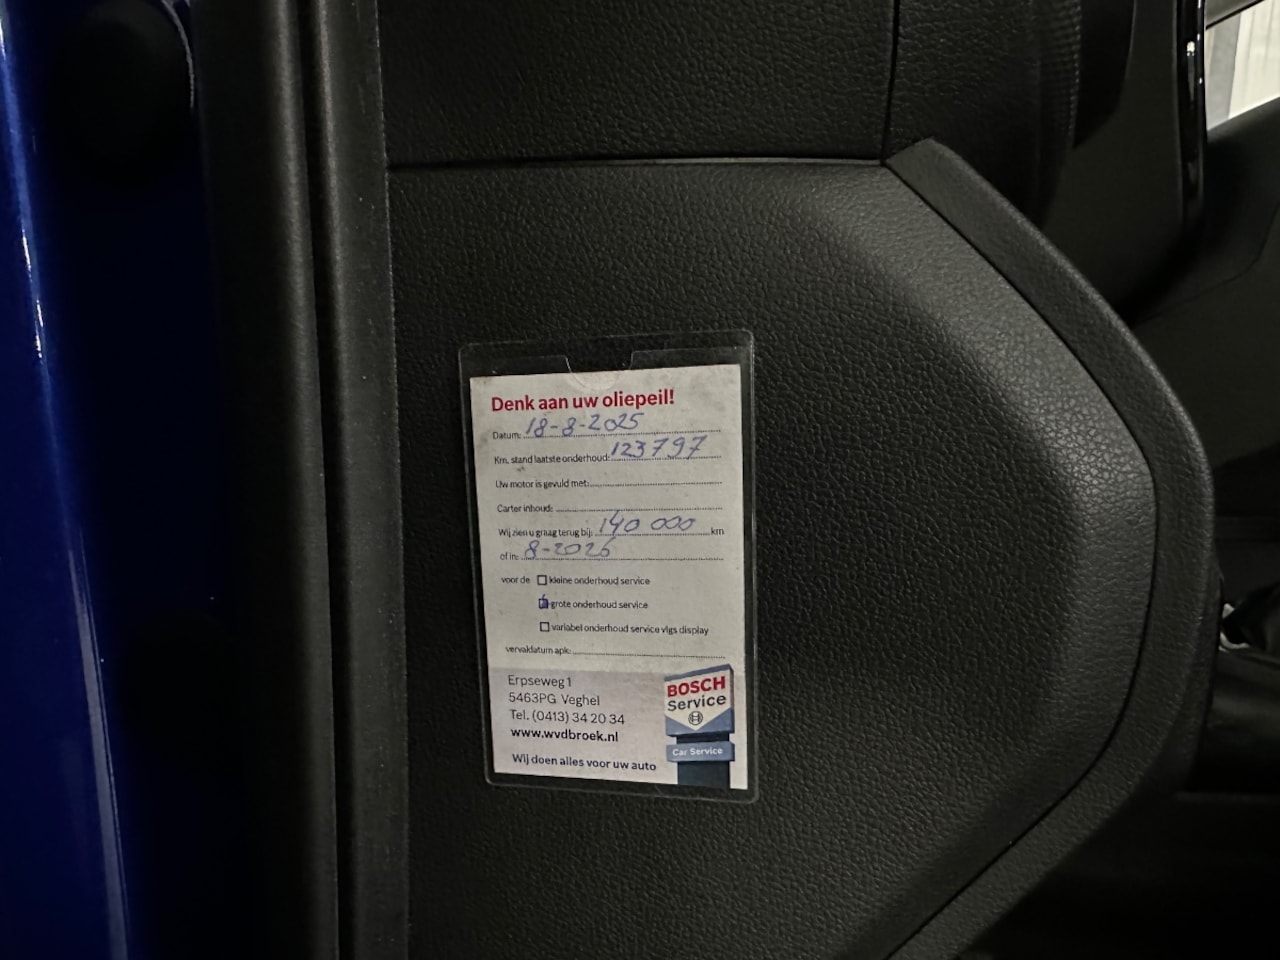 Denk aan uw oliepeil!
Datum: 18-8-2025
Km. stand laatste onderhoud: 123797
Uw motor is gevuld met:
Carter inhoud:
Wij zien u graag terug bij: 140 000 km
of in: 8-2026
voor de kleine onderhoud service
grote onderhoud service
variabel onderhoud service vlgs display
vervaldatum apk:
Erpseweg 1
5463PG Veghel
Tel. (0413) 34 20 34
www.wvdbroek.nl
Wij doen alles voor uw auto
BOSCH
Service
Car Service